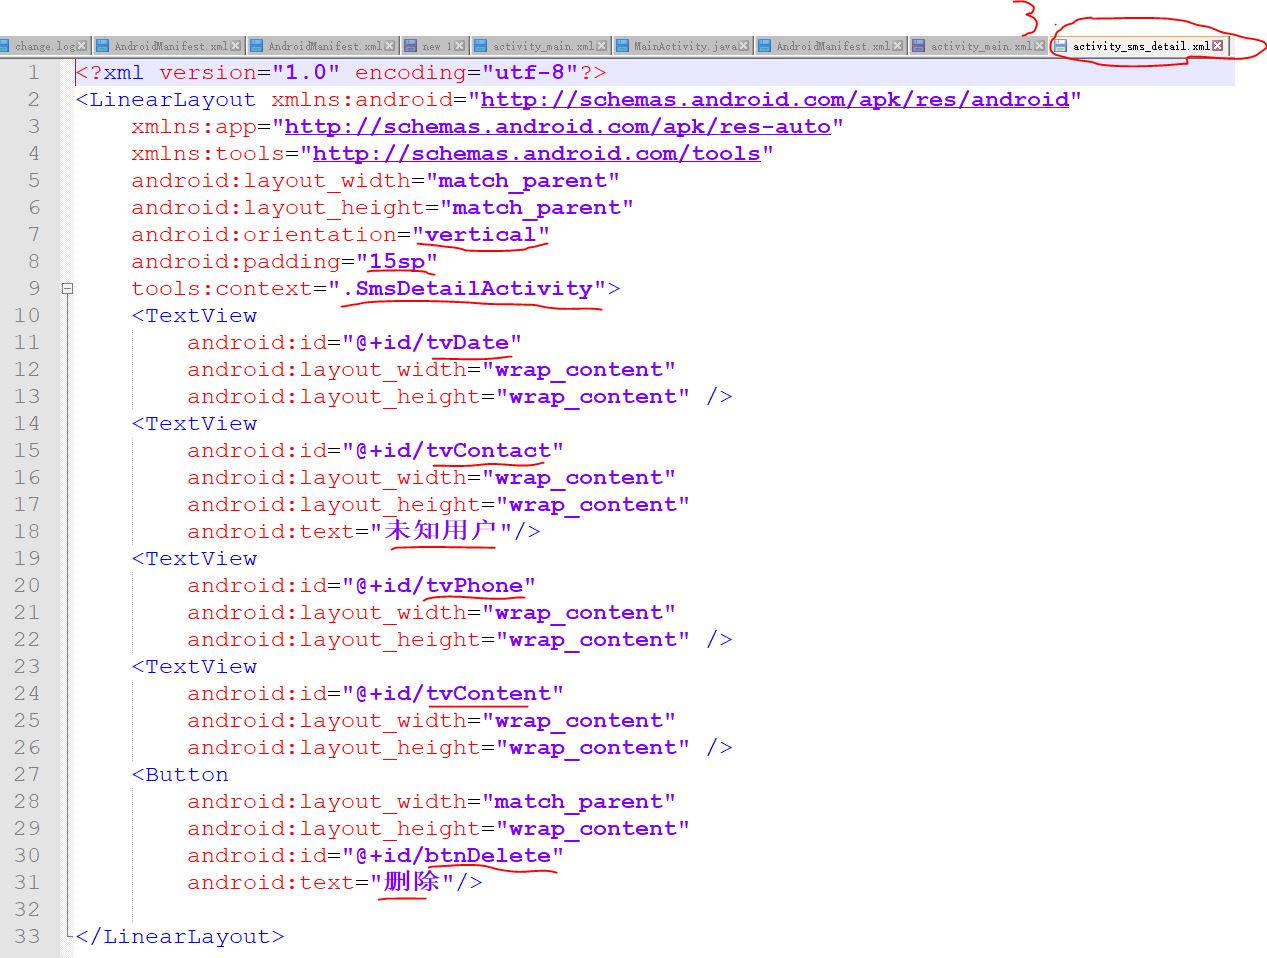 3
change.log AndroidManifest.xml AndroidManifest.xml new 1 activity_main.xml MainActivity.java AndroidManifest.xml activity_main.xml activity_sms_detail.xml
1 <?xml version="1.0" encoding="utf-8"?>
2 <LinearLayout xmlns:android="http://schemas.android.com/apk/res/android"
3 xmlns:app="http://schemas.android.com/apk/res-auto"
4 xmlns:tools="http://schemas.android.com/tools"
5 android:layout_width="match_parent"
6 android:layout_height="match_parent"
7 android:orientation="vertical"
8 android:padding="15sp"
9 tools:context=".SmsDetailActivity">
10 <TextView
11 android:id="@+id/tvDate"
12 android:layout_width="wrap_content"
13 android:layout_height="wrap_content" />
14 <TextView
15 android:id="@+id/tvContact"
16 android:layout_width="wrap_content"
17 android:layout_height="wrap_content"
18 android:text="未知用户"/>
19 <TextView
20 android:id="@+id/tvPhone"
21 android:layout_width="wrap_content"
22 android:layout_height="wrap_content" />
23 <TextView
24 android:id="@+id/tvContent"
25 android:layout_width="wrap_content"
26 android:layout_height="wrap_content" />
27 <Button
28 android:layout_width="match_parent"
29 android:layout_height="wrap_content"
30 android:id="@+id/btnDelete"
31 android:text="删除"/>
32
33 </LinearLayout>